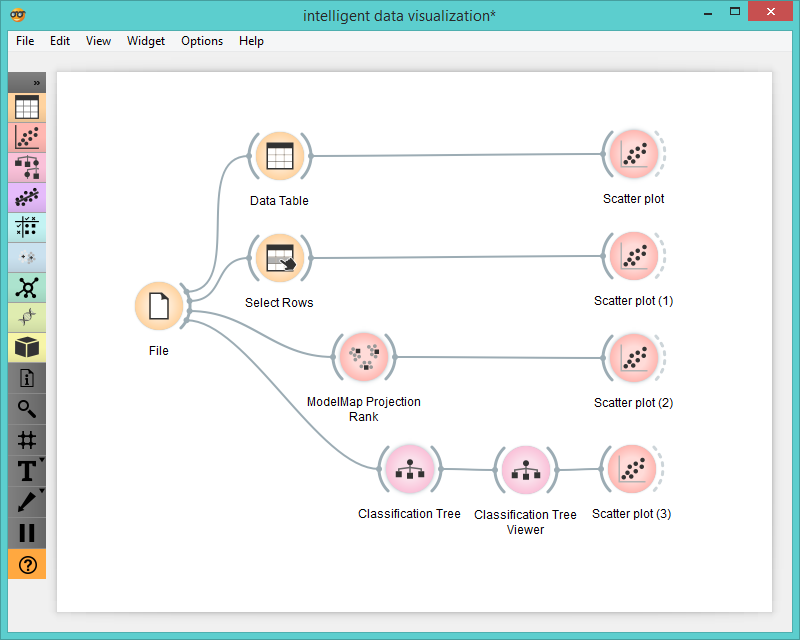 intelligent data visualization*
File Edit View Widget Options Help
»
Data Table
Scatter plot
Select Rows
Scatter plot (1)
File
ModelMap Projection
Rank
Scatter plot (2)
T
Classification Tree
Classification Tree
Viewer
Scatter plot (3)
?